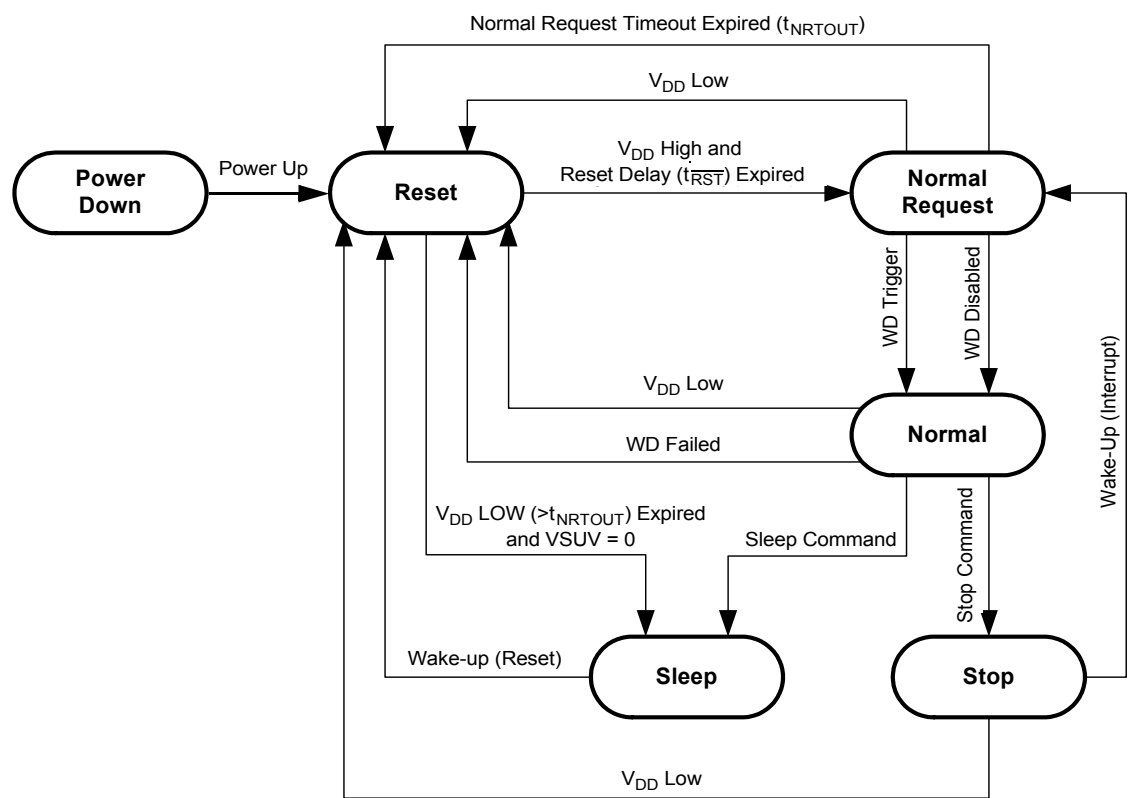 Normal Request Timeout Expired (tNRTOUT)
VDD Low
Power Up
Power
Down
Reset
VDD High and
Reset Delay (tRST) Expired
Normal
Request
WD Trigger
WD Disabled
Wake-Up (Interrupt)
VDD Low
Normal
WD Failed
VDD LOW (>tNRTOUT) Expired
and VSUV = 0
Sleep Command
Stop Command
Wake-up (Reset)
Sleep
Stop
VDD Low